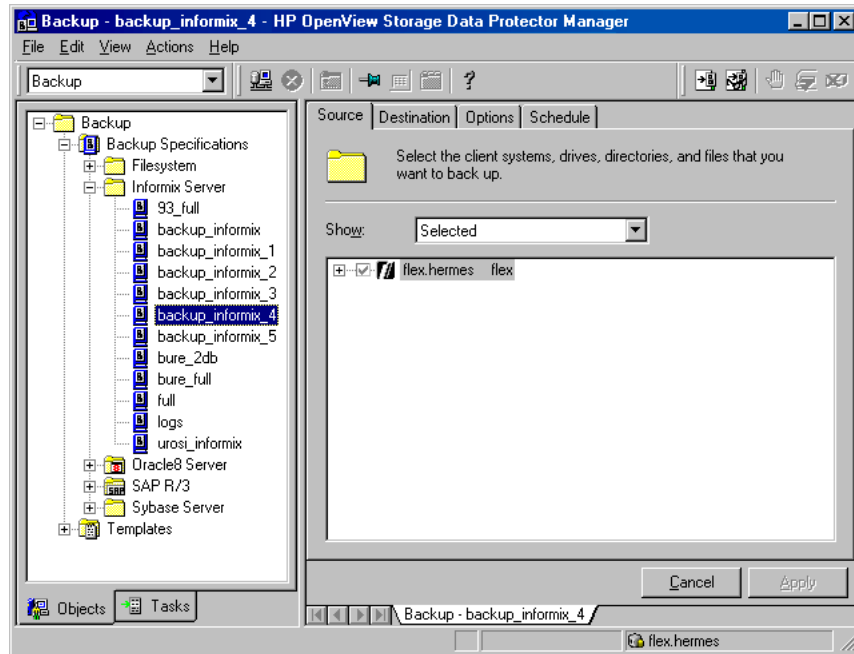 Backup - backup_informix_4 - HP OpenView Storage Data Protector Manager
File Edit View Actions Help
Backup
Backup
Backup Specifications
Filesystem
Informix Server
93_full
backup_informix
backup_informix_1
backup_informix_2
backup_informix_3
backup_informix_4
backup_informix_5
bure_2db
bure_full
full
logs
urosi_informix
Oracle8 Server
SAP R/3
Sybase Server
Templates
Objects Tasks
Source Destination Options Schedule
Select the client systems, drives, directories, and files that you
want to back up.
Show: Selected
flex.hermes flex
Cancel Apply
Backup - backup_informix_4
flex.hermes